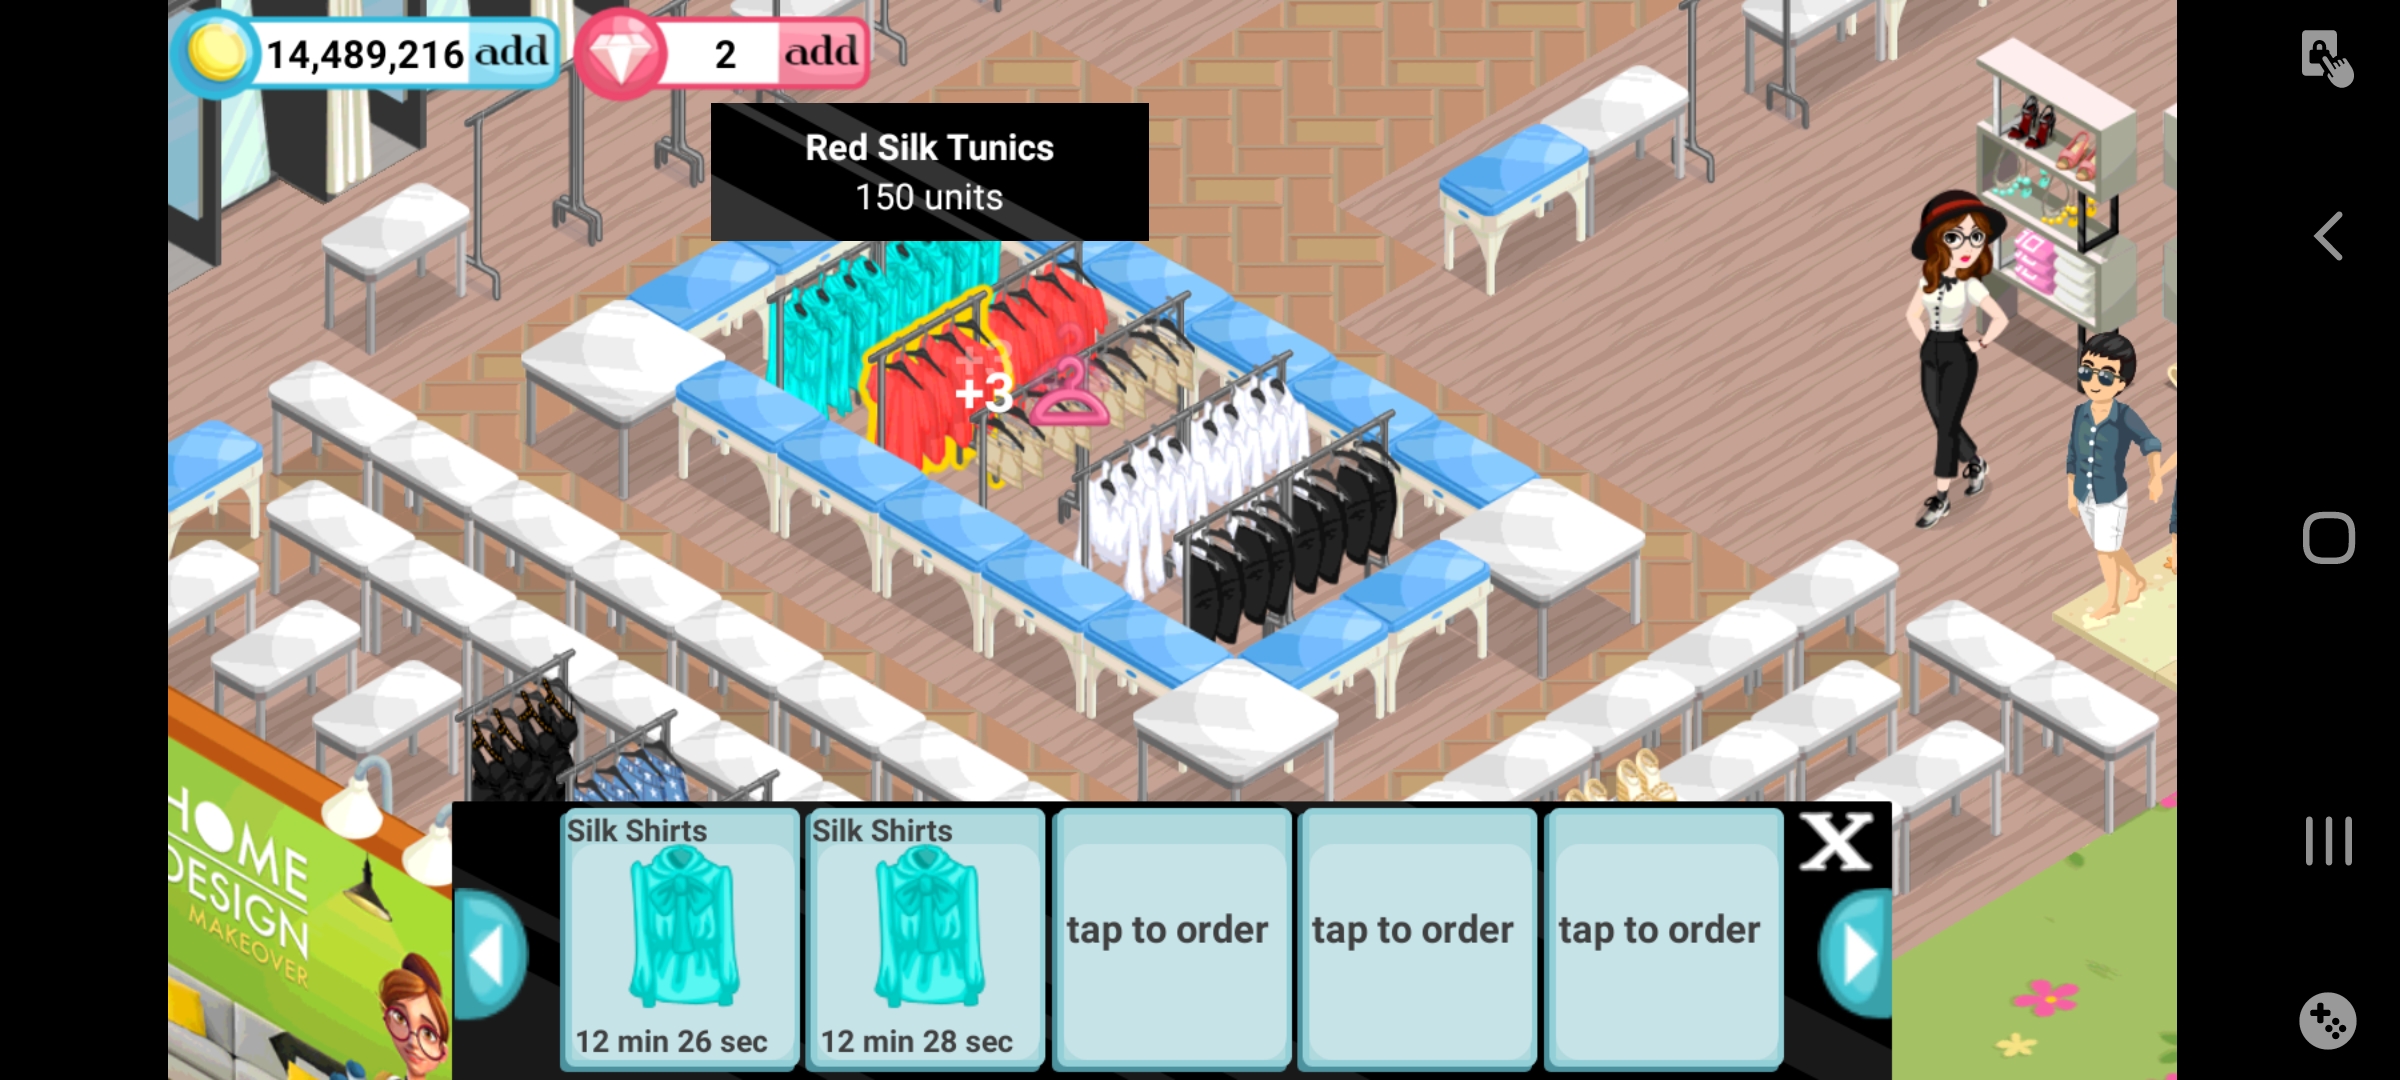 14,489,216 add
2 add
Red Silk Tunics
150 units
+3
+3
HOME
DESIGN
MAKEOVER
Silk Shirts
12 min 26 sec
Silk Shirts
12 min 28 sec
tap to order
tap to order
tap to order
X